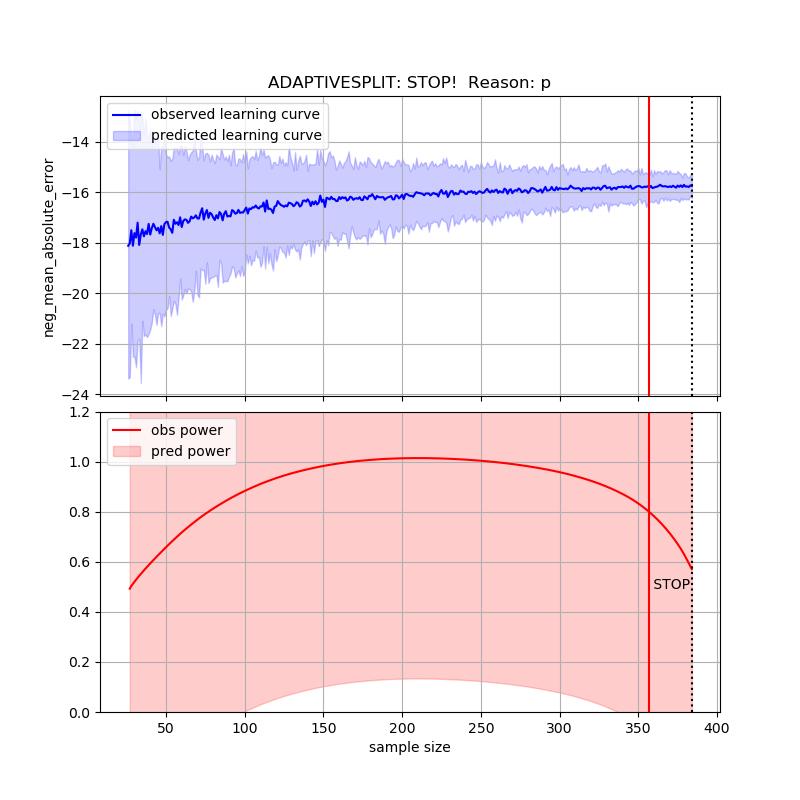 ADAPTIVESPLIT: STOP!  Reason: p
observed learning curve
predicted learning curve
neg_mean_absolute_error
−14
−16
−18
−20
−22
−24
obs power
pred power
1.2
1.0
0.8
0.6
0.4
0.2
0.0
STOP
50
100
150
200
250
300
350
400
sample size